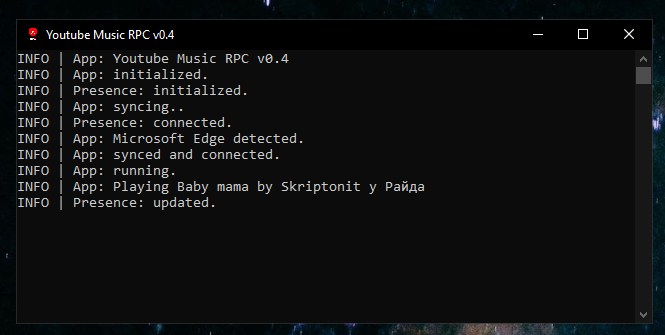 Youtube Music RPC v0.4
INFO | App: Youtube Music RPC v0.4
INFO | App: initialized.
INFO | Presence: initialized.
INFO | App: syncing..
INFO | Presence: connected.
INFO | App: Microsoft Edge detected.
INFO | App: synced and connected.
INFO | App: running.
INFO | App: Playing Baby mama by Skriptonit у Райда
INFO | Presence: updated.